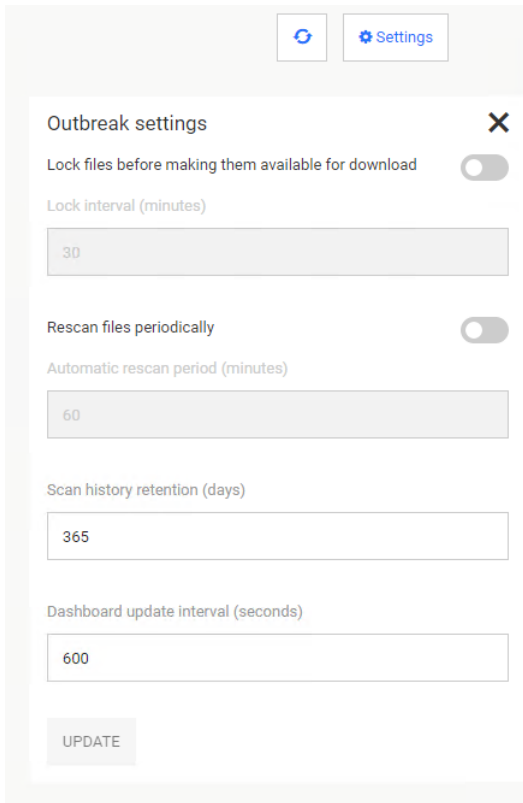 Settings
Outbreak settings
Lock files before making them available for download
Lock interval (minutes)
30
Rescan files periodically
Automatic rescan period (minutes)
60
Scan history retention (days)
365
Dashboard update interval (seconds)
600
UPDATE